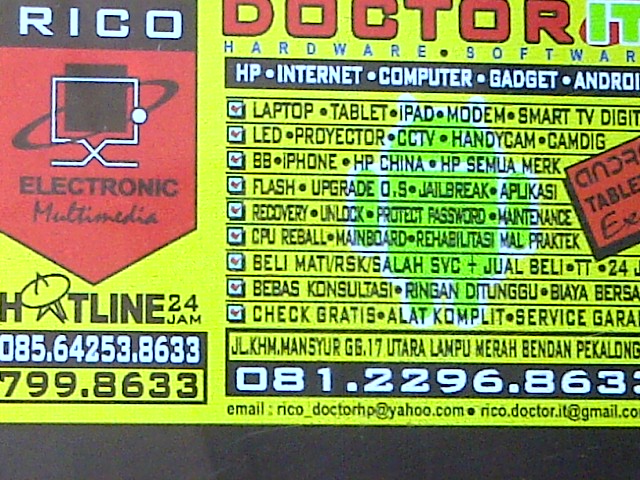 RICO
ELECTRONIC
Multimedia
HOTLINE 24 JAM
085.64253.8633
799.8633
DOCTOR IT
HARDWARE • SOFTWAR
HP • INTERNET • COMPUTER • GADGET • ANDROI
LAPTOP • TABLET • IPAD • MODEM • SMART TV DIGIT
LED • PROYECTOR • CCTV • HANDYCAM • CAMDIG
BB • IPHONE • HP CHINA • HP SEMUA MERK
FLASH • UPGRADE O.S • JAILBREAK • APLIKASI
RECOVERY • UNLOCK • PROTECT PASSWORD • MAINTENANCE
CPU REBALL • MAINBOARD • REHABILITASI MAL PRAKTEK
BELI MATI/RSK/SALAH SVC + JUAL BELI • TT • 24 J
BEBAS KONSULTASI • RINGAN DITUNGGU • BIAYA BERSA
CHECK GRATIS • ALAT KOMPLIT • SERVICE GARA
ANDRO
TABLE
Ex
JL.KHM.MANSYUR GG.17 UTARA LAMPU MERAH BENDAN PEKALONG
081.2296.863
email : rico_doctorhp@yahoo.com • rico.doctor.it@gmail.co